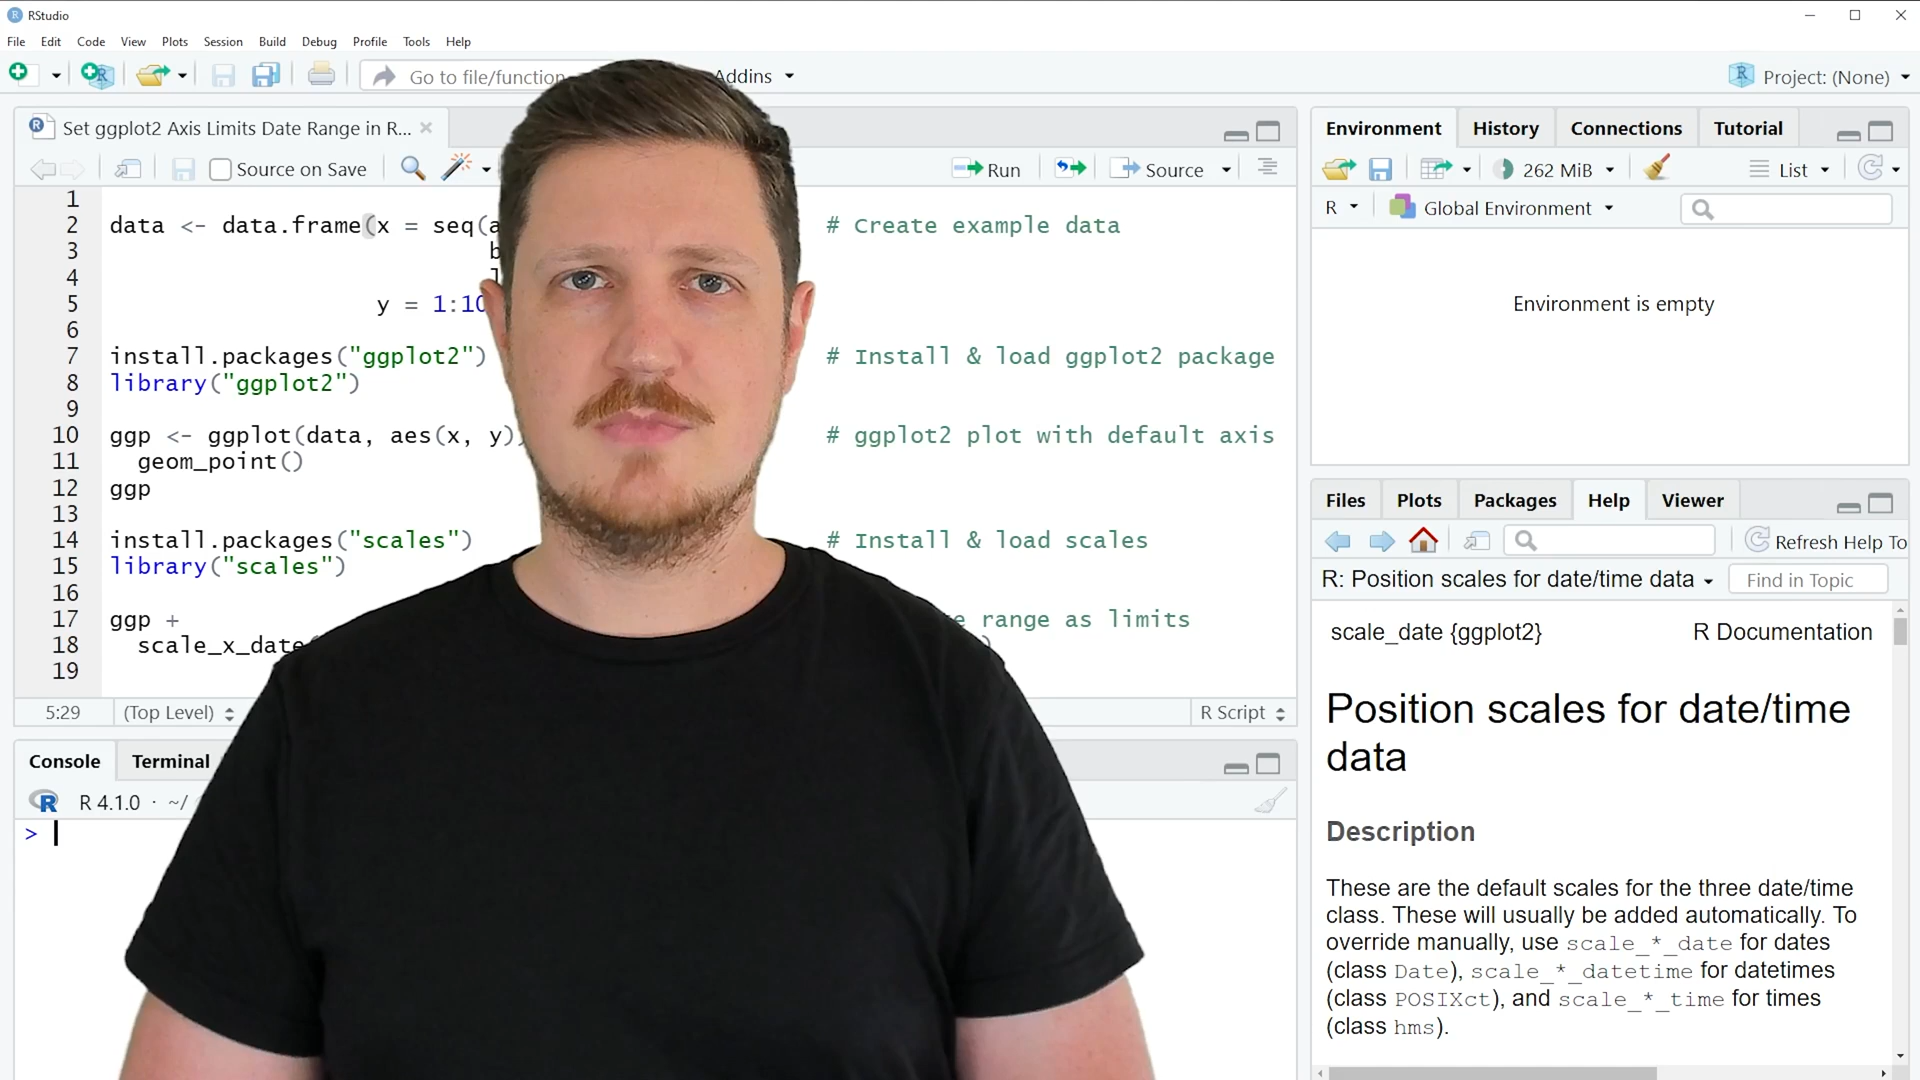 RStudio
File Edit Code View Plots Session Build Debug Profile Tools Help
Go to file/function Addins Project: (None)
Set ggplot2 Axis Limits Date Range in R...
Source on Save Run Source
1
2 data <- data.frame(x = seq(a # Create example data
3 b
4
5 y = 1:10
6
7 install.packages("ggplot2") # Install & load ggplot2 package
8 library("ggplot2")
9
10 ggp <- ggplot(data, aes(x, y) # ggplot2 plot with default axis
11 geom_point()
12 ggp
13
14 install.packages("scales") # Install & load scales
15 library("scales")
16
17 ggp + range as limits
18 scale_x_date )
19
5:29 (Top Level) R Script
Console Terminal
R 4.1.0 · ~/
>
Environment History Connections Tutorial
262 MiB List
R Global Environment
Environment is empty
Files Plots Packages Help Viewer
Refresh Help To
R: Position scales for date/time data Find in Topic
scale_date {ggplot2} R Documentation
Position scales for date/time
data
Description
These are the default scales for the three date/time
class. These will usually be added automatically. To
override manually, use scale_*_date for dates
(class Date), scale_*_datetime for datetimes
(class POSIXct), and scale_*_time for times
(class hms).